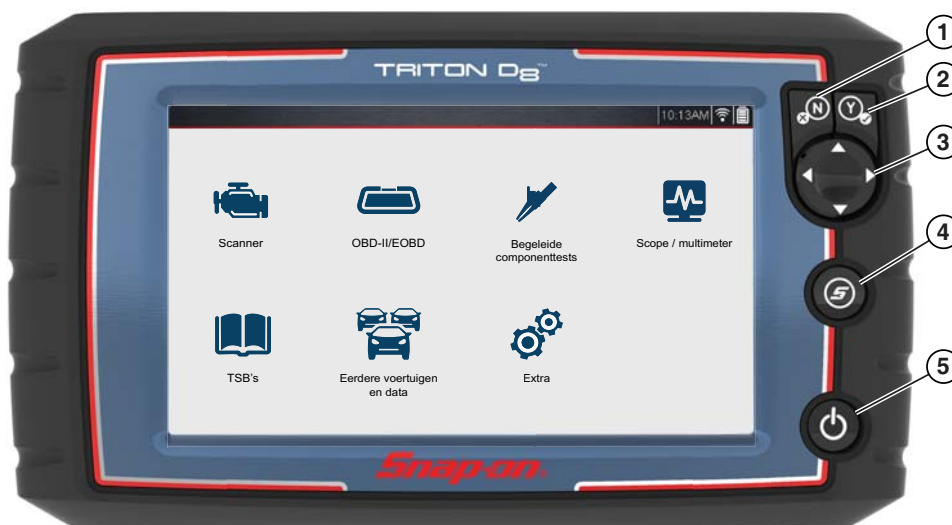 TRITON D8™
10:13AM
Scanner
OBD-II/EOBD
Begeleide
componenttests
Scope / multimeter
TSB's
Eerdere voertuigen
en data
Extra
Snap-on®
N
Y
S
1
2
3
4
5